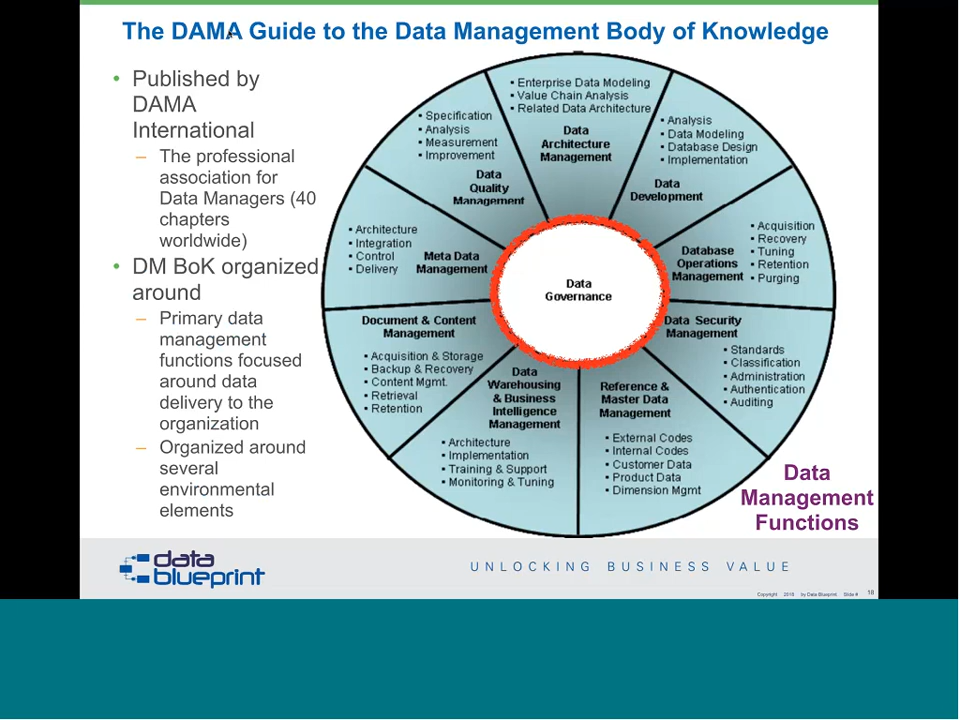 The DAMA Guide to the Data Management Body of Knowledge
• Published by
DAMA
International
– The professional
association for
Data Managers (40
chapters
worldwide)
• DM BoK organized
around
– Primary data
management
functions focused
around data
delivery to the
organization
– Organized around
several
environmental
elements
• Enterprise Data Modeling
• Value Chain Analysis
• Related Data Architecture
Data
Architecture
Management
• Analysis
• Data Modeling
• Database Design
• Implementation
Data
Development
• Acquisition
• Recovery
• Tuning
• Retention
• Purging
Database
Operations
Management
Data Security
Management
• Standards
• Classification
• Administration
• Authentication
• Auditing
Reference &
Master Data
Management
• External Codes
• Internal Codes
• Customer Data
• Product Data
• Dimension Mgmt
Data
Warehousing
& Business
Intelligence
Management
• Architecture
• Implementation
• Training & Support
• Monitoring & Tuning
Document & Content
Management
• Acquisition & Storage
• Backup & Recovery
• Content Mgmt.
• Retrieval
• Retention
• Architecture
• Integration
• Control
• Delivery
Meta Data
Management
• Specification
• Analysis
• Measurement
• Improvement
Data
Quality
Management
Data
Governance
Data
Management
Functions
data
blueprint
UNLOCKING BUSINESS VALUE
Copyright 2018 by Data Blueprint Slide # 18